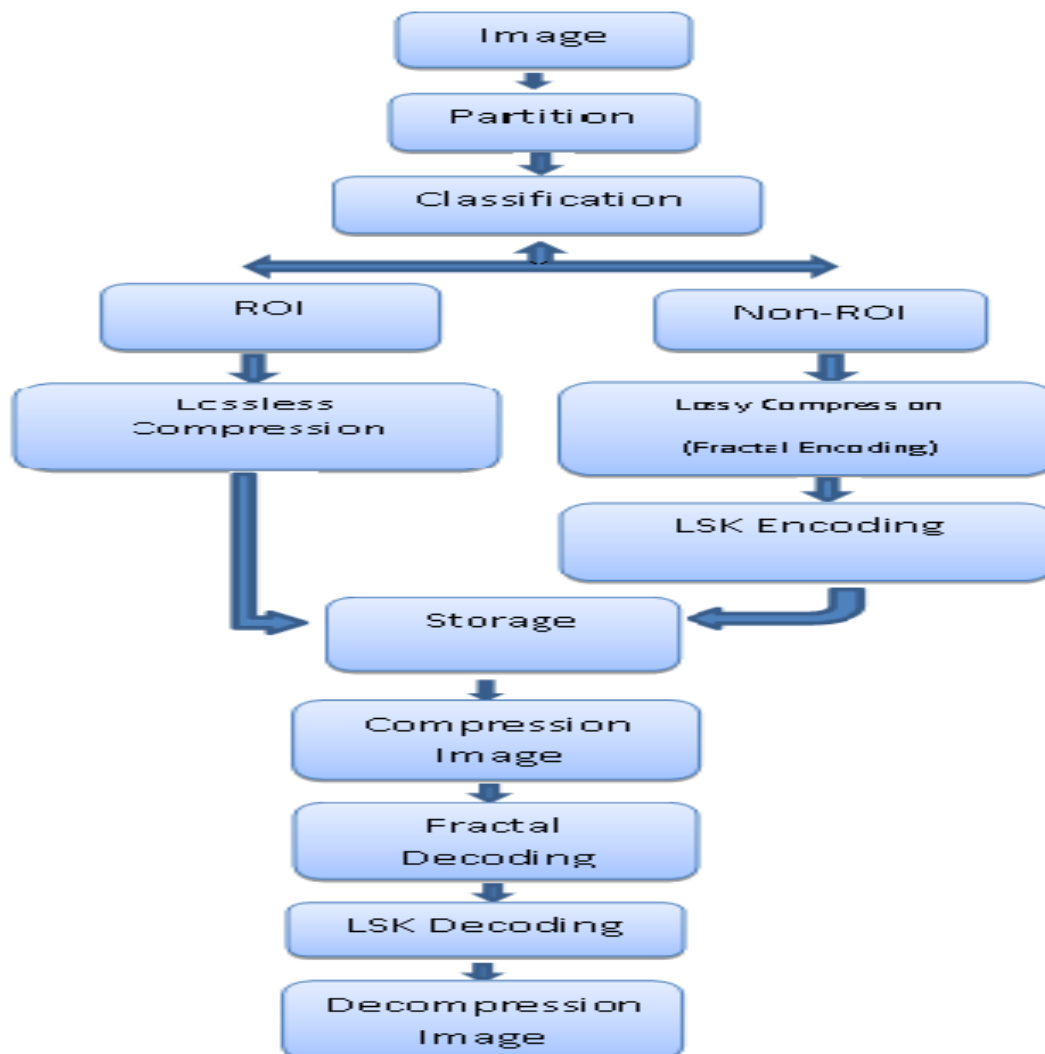 Image
Partition
Classification
ROI
Non-ROI
Lossless
Compression
Lossy Compression
(Fractal Encoding)
LSK Encoding
Storage
Compression
Image
Fractal
Decoding
LSK Decoding
Decompression
Image